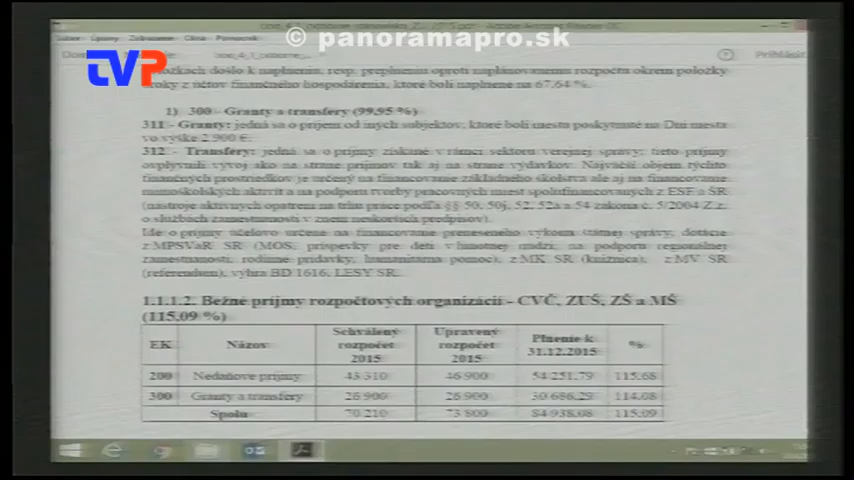 © panoramapro.sk
TVP
došlo k naplneniu, resp. preplneniu oproti naplánovanému rozpočtu okrem položky
úroky z účtov finančného hospodárenia, ktoré boli naplnené na 67,64 %.
1) 300 - Granty a transfery (99,95 %)
311 - Granty: jedná sa o príjem od iných subjektov, ktoré boli mestu poskytnuté na Dni mesta
vo výške 2 900 €.
312 - Transfery: jedná sa o príjmy získané v rámci sektoru verejnej správy; tieto príjmy
ovplyvnili vývoj ako na strane príjmov tak aj na strane výdavkov. Najväčší objem týchto
finančných prostriedkov je určený na financovanie základného školstva ale aj na financovanie
mimoškolských aktivít a na podporu tvorby pracovných miest spolufinancovaných z ESF a ŠR
(nástroje aktívnych opatrení na trhu práce podľa §§ 50, 50j, 52, 52a a 54 zákona č. 5/2004 Z.z.
o službách zamestnanosti v znení neskorších predpisov).
Ide o príjmy účelovo určené na financovanie preneseného výkonu štátnej správy, dotácie
z MPSVaR SR (MOS, príspevky pre deti v hmotnej núdzi, na podporu regionálnej
zamestnanosti, rodinné prídavky, humanitárna pomoc), z MK SR (knižnica), z MV SR
(referendum), výhra BD 1616, LESY SR.
1.1.1.2. Bežné príjmy rozpočtových organizácií - CVČ, ZUŠ, ZŠ a MŠ
(115,09 %)
EK Názov Schválený rozpočet 2015 Upravený rozpočet 2015 Plnenie k 31.12.2015 %
200 Nedaňové príjmy 43 310 46 900 54 251,79 115,68
300 Granty a transfery 26 900 26 900 30 686,29 114,08
Spolu 70 210 73 800 84 938,08 115,09